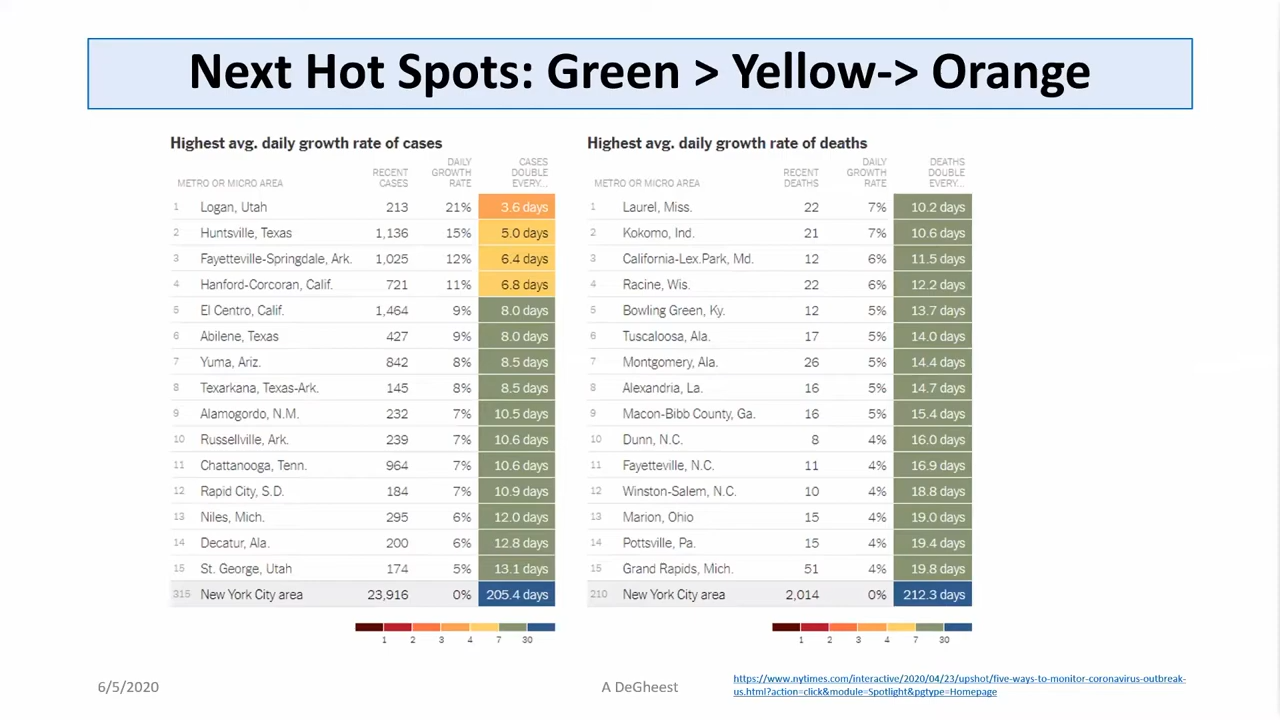 Next Hot Spots: Green > Yellow-> Orange
Highest avg. daily growth rate of cases
METRO OR MICRO AREA RECENT CASES DAILY GROWTH RATE CASES DOUBLE EVERY...
1 Logan, Utah 213 21% 3.6 days
2 Huntsville, Texas 1,136 15% 5.0 days
3 Fayetteville-Springdale, Ark. 1,025 12% 6.4 days
4 Hanford-Corcoran, Calif. 721 11% 6.8 days
5 El Centro, Calif. 1,464 9% 8.0 days
6 Abilene, Texas 427 9% 8.0 days
7 Yuma, Ariz. 842 8% 8.5 days
8 Texarkana, Texas-Ark. 145 8% 8.5 days
9 Alamogordo, N.M. 232 7% 10.5 days
10 Russellville, Ark. 239 7% 10.6 days
11 Chattanooga, Tenn. 964 7% 10.6 days
12 Rapid City, S.D. 184 7% 10.9 days
13 Niles, Mich. 295 6% 12.0 days
14 Decatur, Ala. 200 6% 12.8 days
15 St. George, Utah 174 5% 13.1 days
315 New York City area 23,916 0% 205.4 days
1 2 3 4 7 30
Highest avg. daily growth rate of deaths
METRO OR MICRO AREA RECENT DEATHS DAILY GROWTH RATE DEATHS DOUBLE EVERY...
1 Laurel, Miss. 22 7% 10.2 days
2 Kokomo, Ind. 21 7% 10.6 days
3 California-Lex.Park, Md. 12 6% 11.5 days
4 Racine, Wis. 22 6% 12.2 days
5 Bowling Green, Ky. 12 5% 13.7 days
6 Tuscaloosa, Ala. 17 5% 14.0 days
7 Montgomery, Ala. 26 5% 14.4 days
8 Alexandria, La. 16 5% 14.7 days
9 Macon-Bibb County, Ga. 16 5% 15.4 days
10 Dunn, N.C. 8 4% 16.0 days
11 Fayetteville, N.C. 11 4% 16.9 days
12 Winston-Salem, N.C. 10 4% 18.8 days
13 Marion, Ohio 15 4% 19.0 days
14 Pottsville, Pa. 15 4% 19.4 days
15 Grand Rapids, Mich. 51 4% 19.8 days
210 New York City area 2,014 0% 212.3 days
1 2 3 4 7 30
6/5/2020
A DeGheest
https://www.nytimes.com/interactive/2020/04/23/upshot/five-ways-to-monitor-coronavirus-outbreak-
us.html?action=click&module=Spotlight&pgtype=Homepage